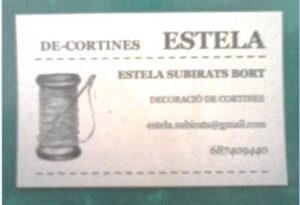 DE-CORTINES ESTELA
ESTELA SUBIRATS BORT
DECORACIÓ DE CORTINES
estela.subirats@gmail.com
687409440